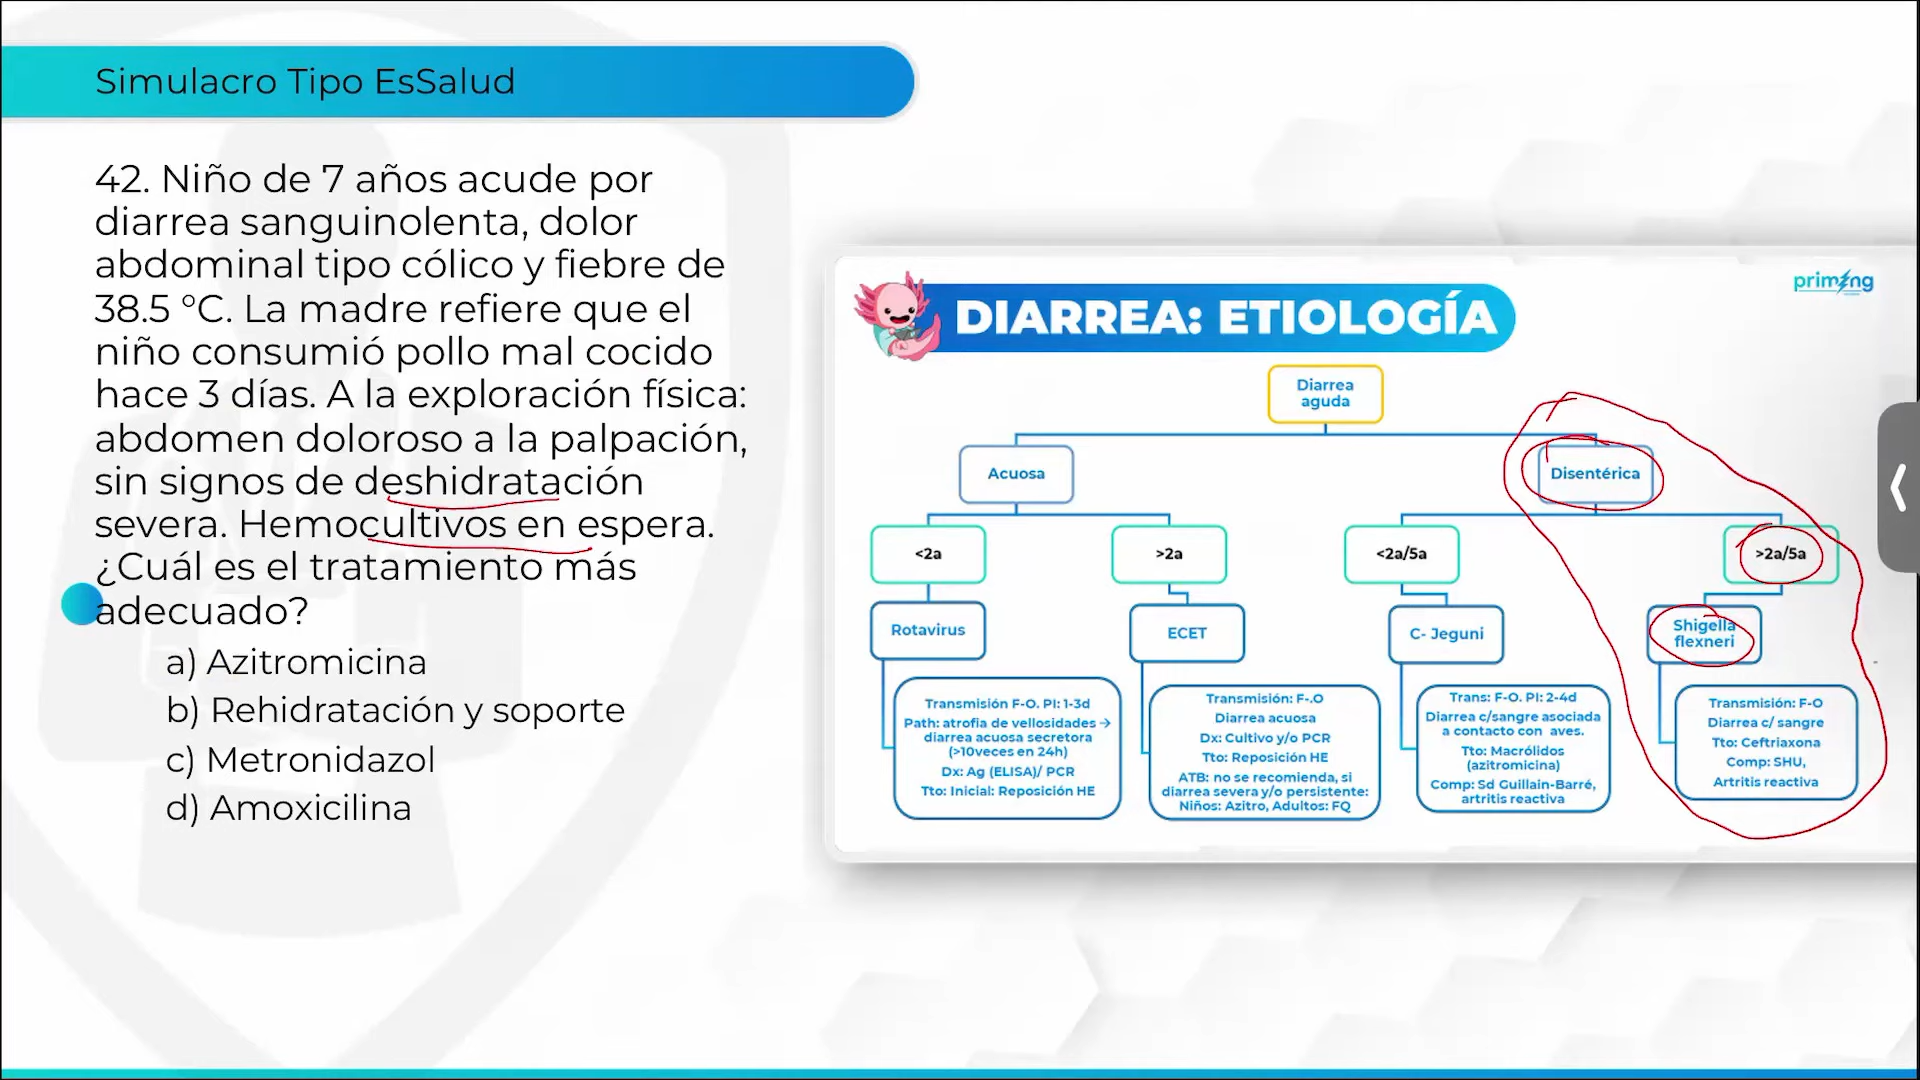 Simulacro Tipo EsSalud
42. Niño de 7 años acude por
diarrea sanguinolenta, dolor
abdominal tipo cólico y fiebre de
38.5 °C. La madre refiere que el
niño consumió pollo mal cocido
hace 3 días. A la exploración física:
abdomen doloroso a la palpación,
sin signos de deshidratación
severa. Hemocultivos en espera.
¿Cuál es el tratamiento más
adecuado?
a) Azitromicina
b) Rehidratación y soporte
c) Metronidazol
d) Amoxicilina
priming
DIARREA: ETIOLOGÍA
Diarrea
aguda
Acuosa
Disentérica
<2a
>2a
<2a/5a
>2a/5a
Rotavirus
ECET
C- Jeguni
Shigella
flexneri
Transmisión F-O. PI: 1-3d
Path: atrofia de vellosidades →
diarrea acuosa secretora
(>10veces en 24h)
Dx: Ag (ELISA)/ PCR
Tto: Inicial: Reposición HE
Transmisión: F-.O
Diarrea acuosa
Dx: Cultivo y/o PCR
Tto: Reposición HE
ATB: no se recomienda, si
diarrea severa y/o persistente:
Niños: Azitro, Adultos: FQ
Trans: F-O. PI: 2-4d
Diarrea c/sangre asociada
a contacto con aves.
Tto: Macrólidos
(azitromicina)
Comp: Sd Guillain-Barré,
artritis reactiva
Transmisión: F-O
Diarrea c/ sangre
Tto: Ceftriaxona
Comp: SHU,
Artritis reactiva